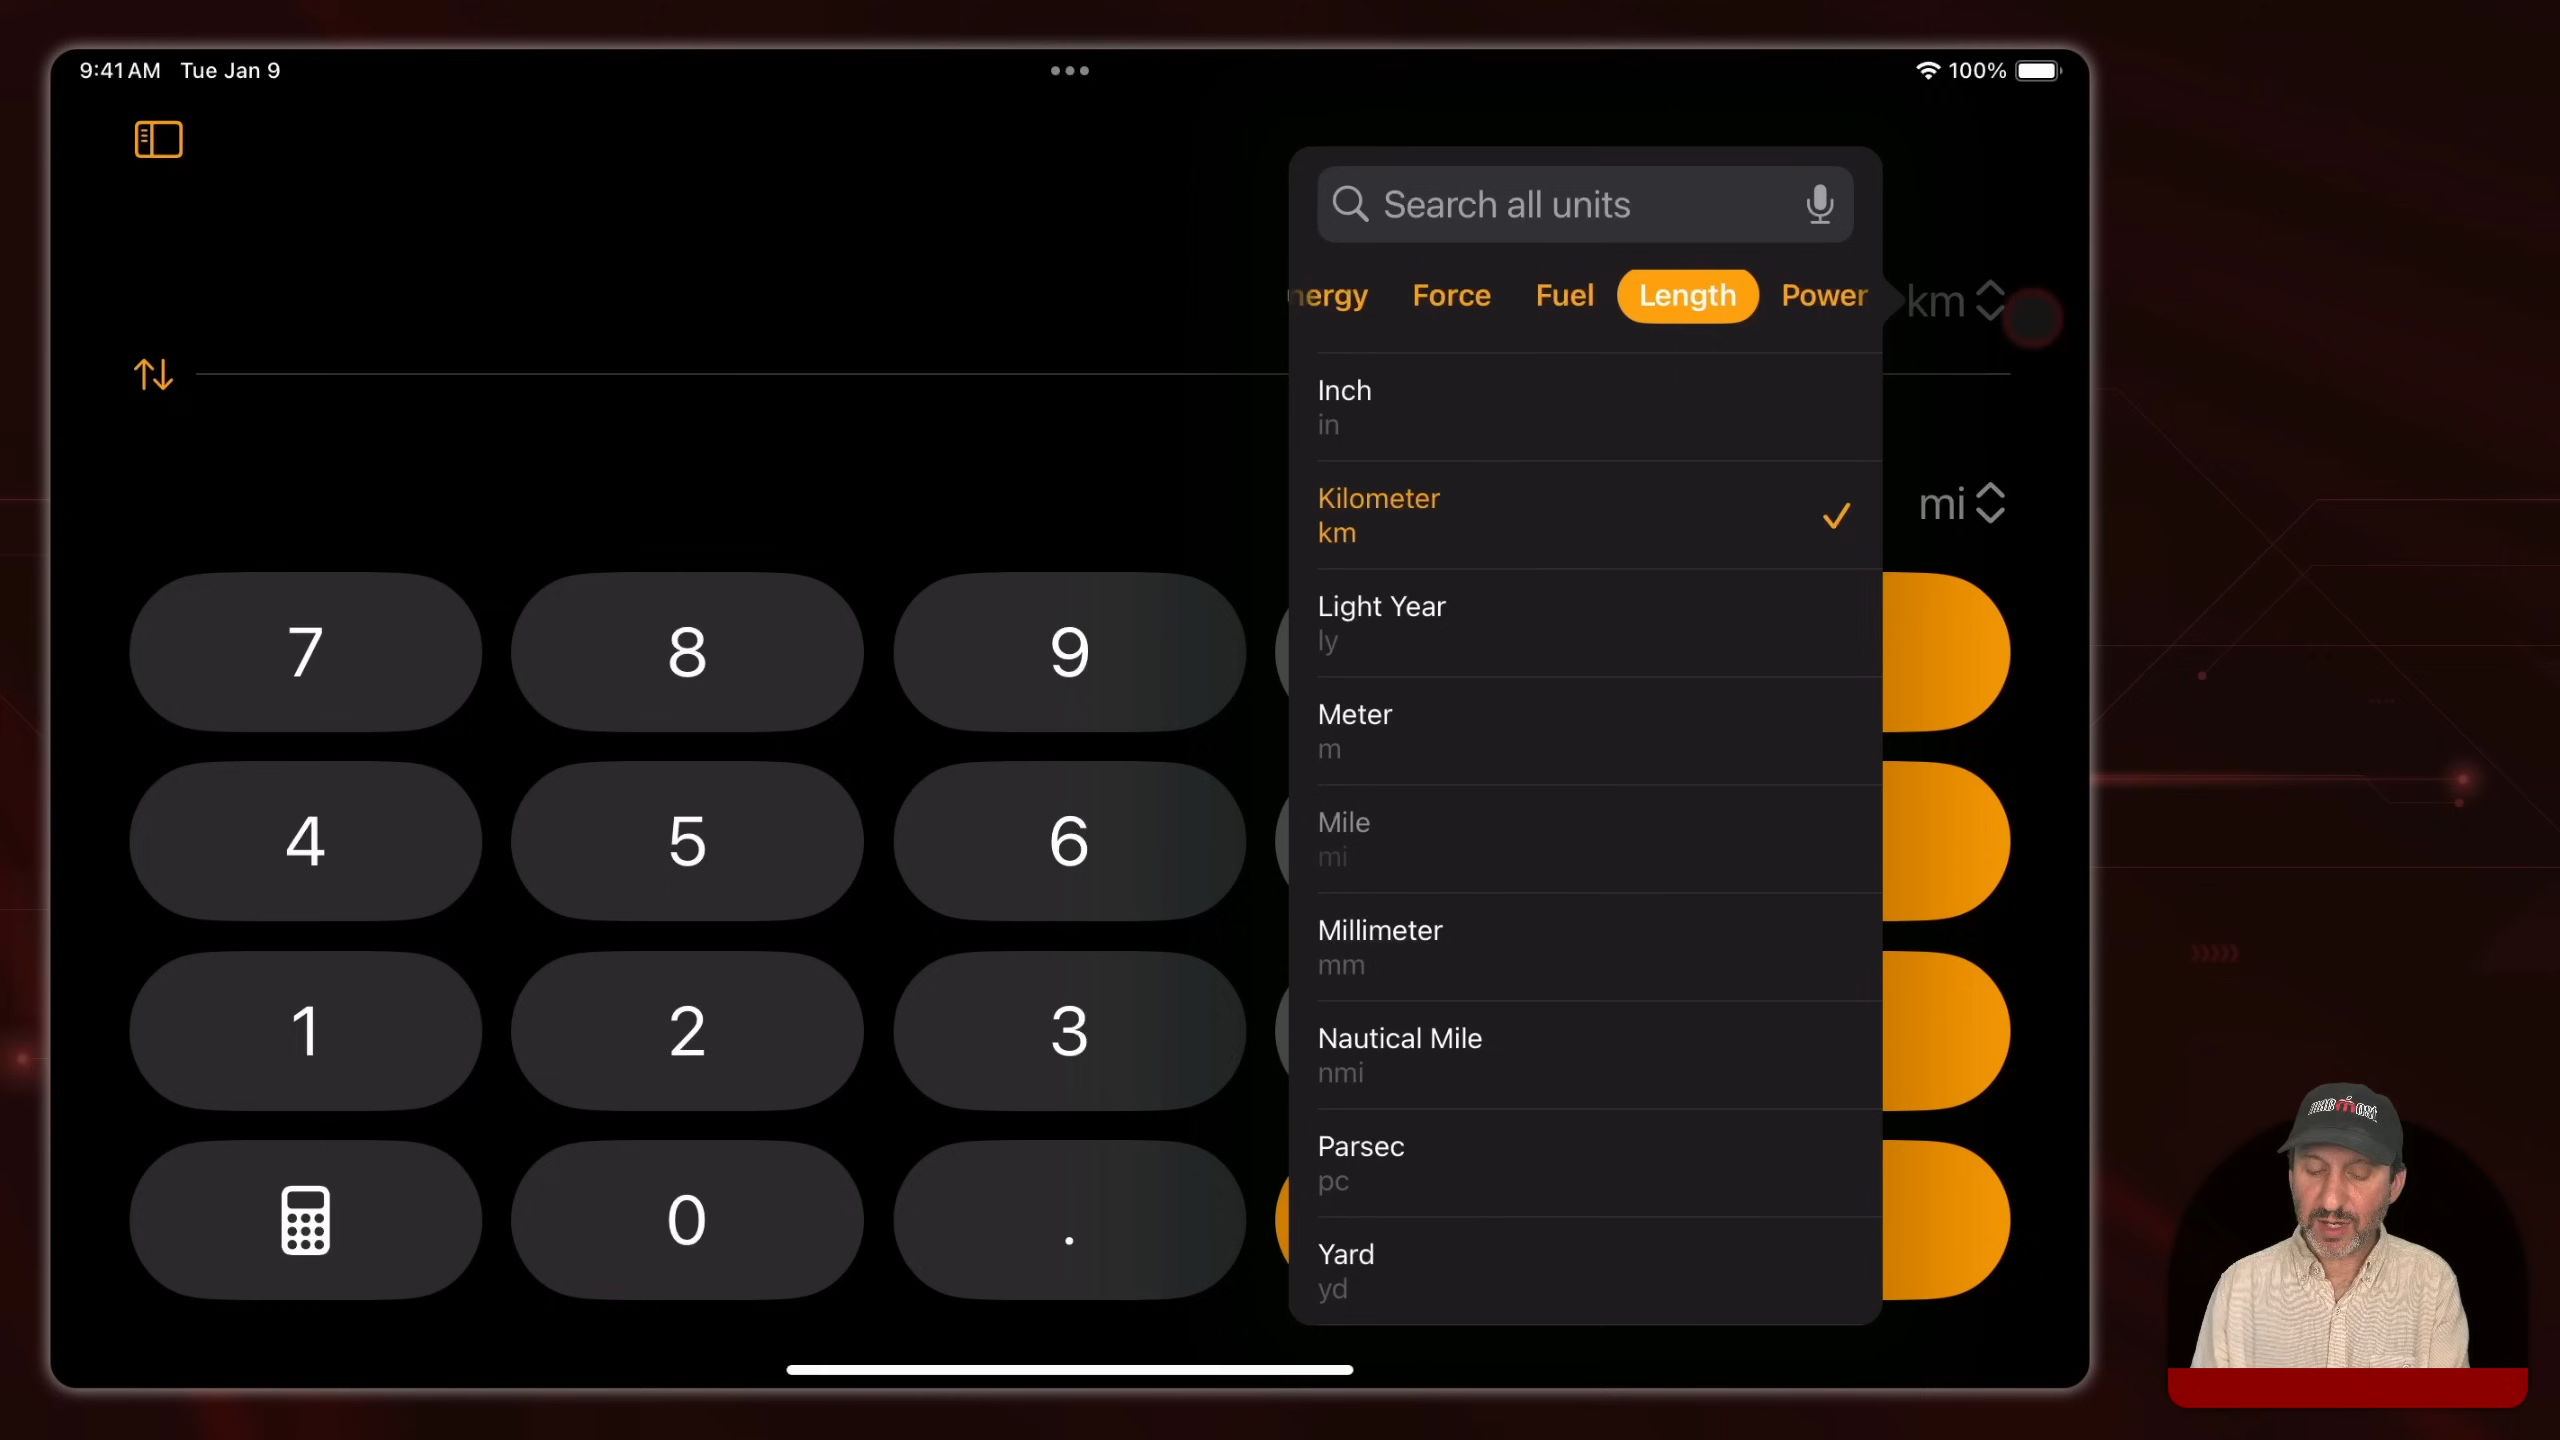 9:41 AM Tue Jan 9
100%
Search all units
nergy Force Fuel Length Power
km
Inch
in
Kilometer
km
mi
Light Year
ly
7 8 9
Meter
m
Mile
mi
4 5 6
Millimeter
mm
1 2 3
Nautical Mile
nmi
Parsec
pc
0 .
Yard
yd